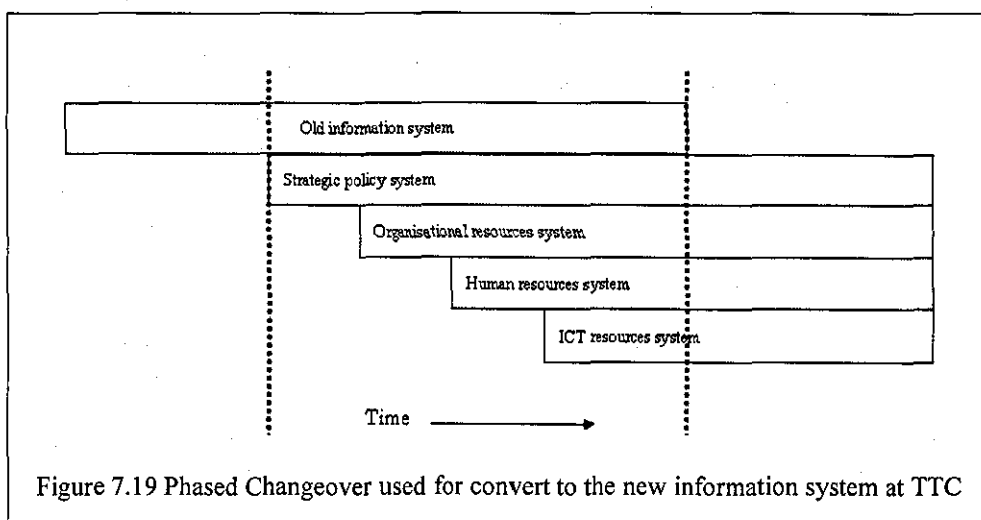 Old information system
Strategic policy system
Organisational resources system
Human resources system
ICT resources system
Time
Figure 7.19 Phased Changeover used for convert to the new information system at TTC